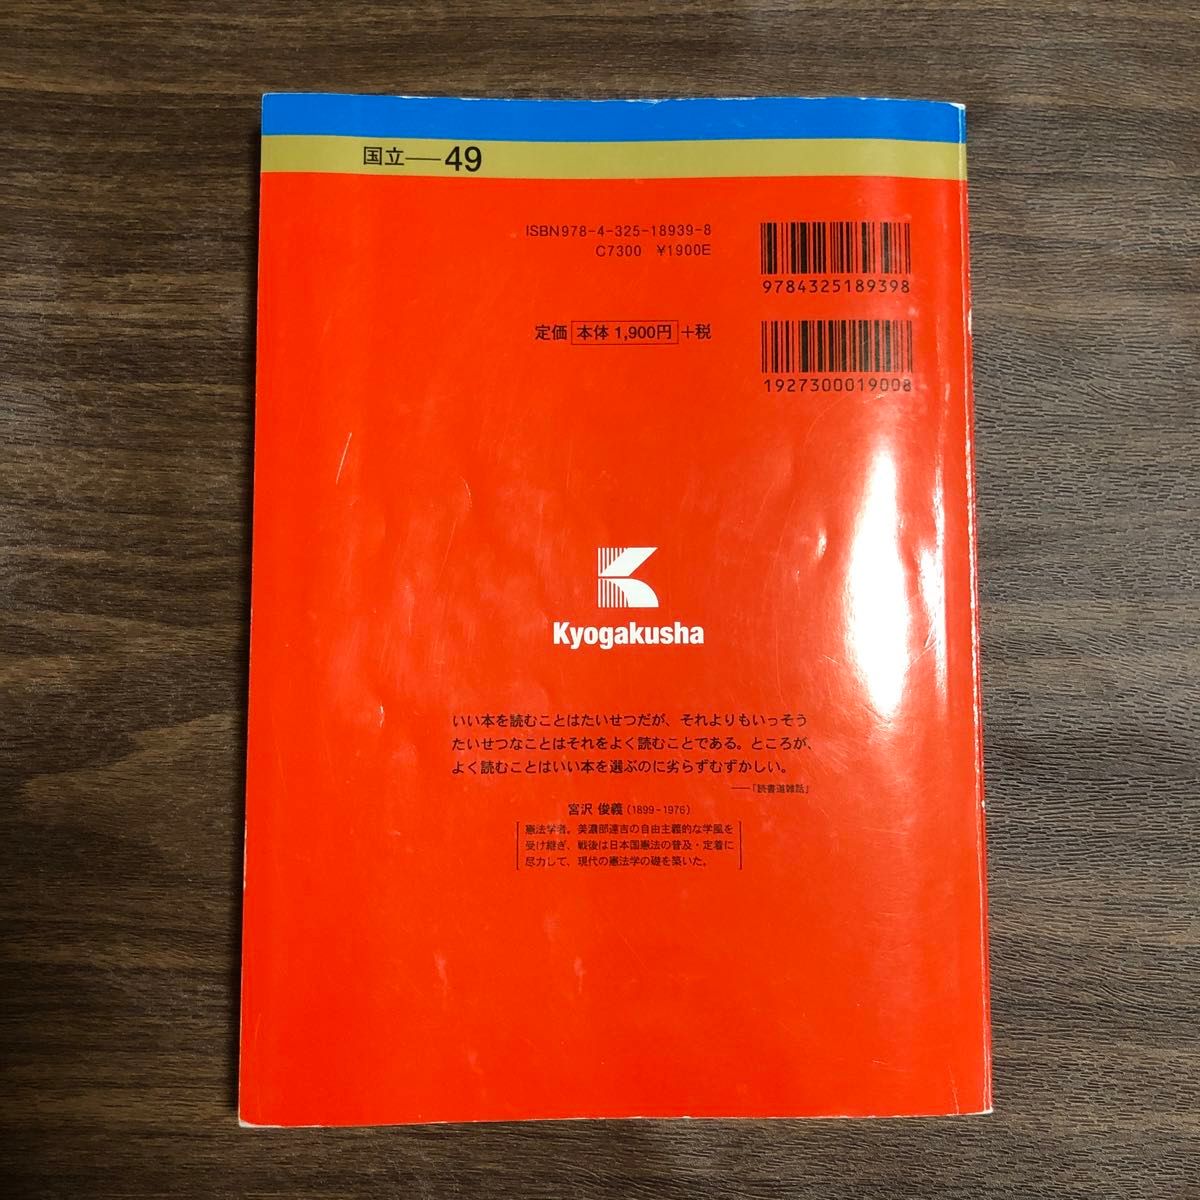 国立—49
ISBN978-4-325-18939-8
C7300 ¥1900E
9784325189398
定価 本体 1,900円 +税
1927300019008
Kyogakusha
いい本を読むことはたいせつだが、それよりもいっそう
たいせつなことはそれをよく読むことである。ところが、
よく読むことはいい本を選ぶのに劣らずむずかしい。
——「読書道雑話」
宮沢 俊義(1899-1976)
憲法学者。美濃部達吉の自由主義的な学風を
受け継ぎ、戦後は日本国憲法の普及・定着に
尽力して、現代の憲法学の礎を築いた。